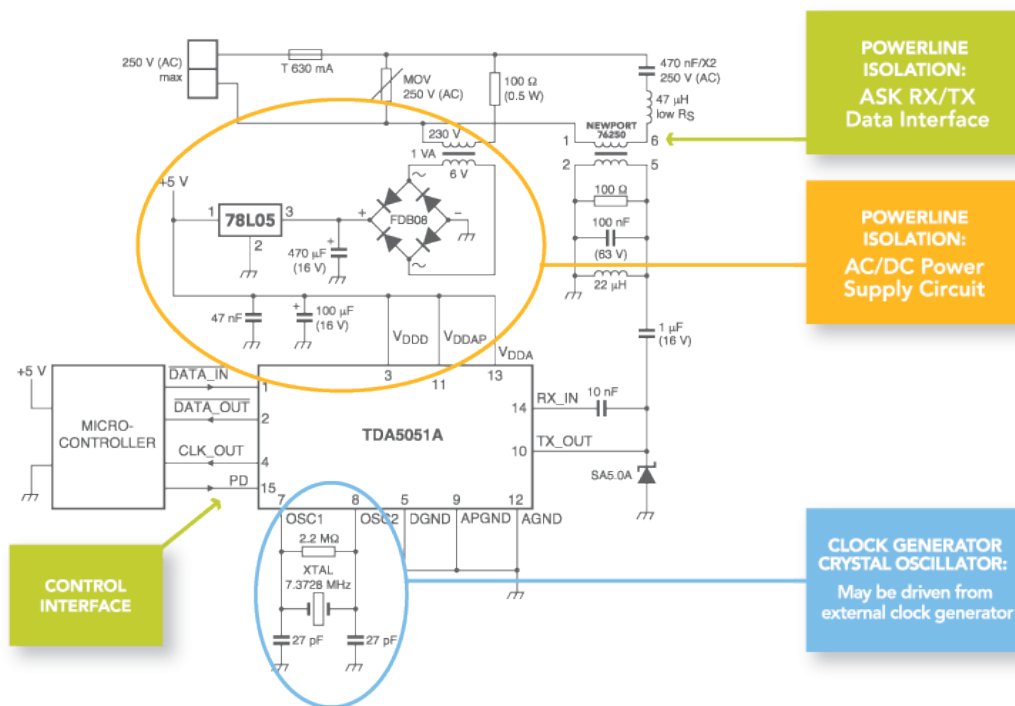 250 V (AC)
max
T 630 mA
MOV
250 V (AC)
100 Ω
(0.5 W)
470 nF/X2
250 V (AC)
47 µH
low RS
NEWPORT
76250
1
6
2
5
230 V
1 VA
6 V
+5 V
1
78L05
3
2
+
470 µF
(16 V)
+
FDB08
−
~
~
100 Ω
100 nF
(63 V)
22 µH
47 nF
+
100 µF
(16 V)
VDDD
VDDAP
VDDA
1 µF
(16 V)
3
11
13
+5 V
MICRO-
CONTROLLER
DATA_IN
1
DATA_OUT
2
CLK_OUT
4
PD
15
TDA5051A
14
RX_IN
10 nF
10
TX_OUT
SA5.0A
7
8
5
9
12
OSC1
OSC2
DGND
APGND
AGND
2.2 MΩ
XTAL
7.3728 MHz
27 pF
27 pF
POWERLINE
ISOLATION:
ASK RX/TX
Data Interface
POWERLINE
ISOLATION:
AC/DC Power
Supply Circuit
CONTROL
INTERFACE
CLOCK GENERATOR
CRYSTAL OSCILLATOR:
May be driven from
external clock generator